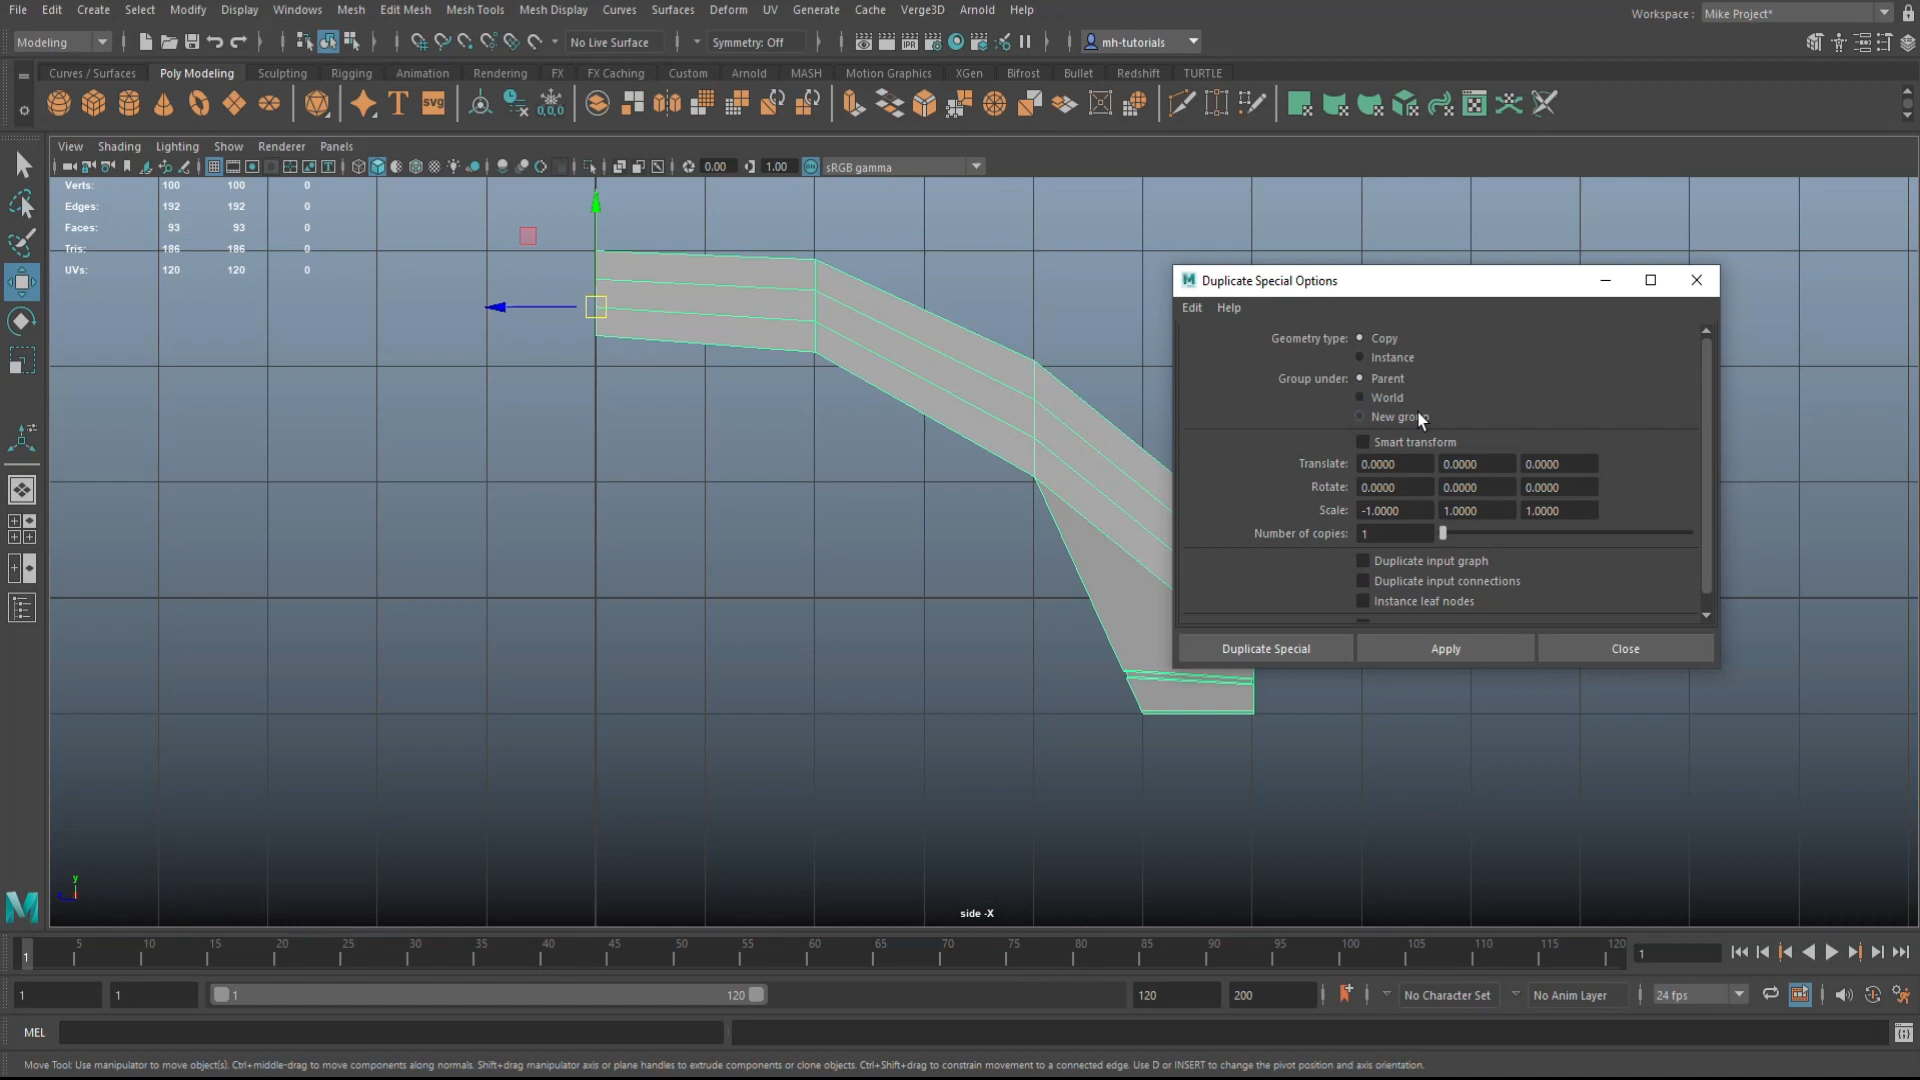 File Edit Create Select Modify Display Windows Mesh Edit Mesh Mesh Tools Mesh Display Curves Surfaces Deform UV Generate Cache Verge3D Arnold Help
Workspace : Mike Project*
Modeling
No Live Surface
Symmetry: Off
mh-tutorials
Curves / Surfaces Poly Modeling Sculpting Rigging Animation Rendering FX FX Caching Custom Arnold MASH Motion Graphics XGen Bifrost Bullet Redshift TURTLE
T svg 0,0,0
IPR
View Shading Lighting Show Renderer Panels
0.00 1.00 sRGB gamma
Verts: 100 100 0
Edges: 192 192 0
Faces: 93 93 0
Tris: 186 186 0
UVs: 120 120 0
M Duplicate Special Options
Edit Help
Geometry type: Copy
Instance
Group under: Parent
World
New group
Smart transform
Translate: 0.0000 0.0000 0.0000
Rotate: 0.0000 0.0000 0.0000
Scale: -1.0000 1.0000 1.0000
Number of copies: 1
Duplicate input graph
Duplicate input connections
Instance leaf nodes
Duplicate Special Apply Close
y
side -X
1 5 10 15 20 25 30 35 40 45 50 55 60 65 70 75 80 85 90 95 100 105 110 115 120
1
1 1 1 120 120 200 No Character Set No Anim Layer 24 fps
MEL
Move Tool: Use manipulator to move object(s). Ctrl+middle-drag to move components along normals. Shift+drag manipulator axis or plane handles to extrude components or clone objects. Ctrl+Shift+drag to constrain movement to a connected edge. Use D or INSERT to change the pivot position and axis orientation.